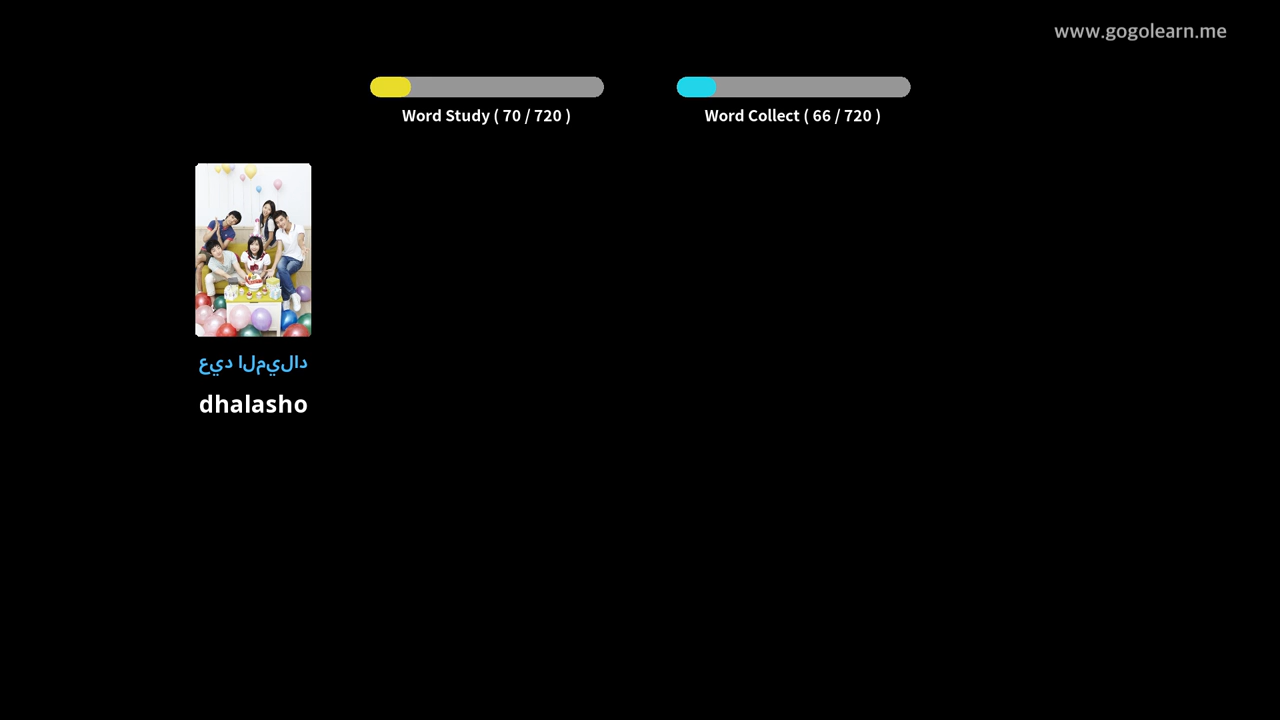 www.gogolearn.me
Word Study ( 70 / 720 )
Word Collect ( 66 / 720 )
عيد الميلاد
dhalasho